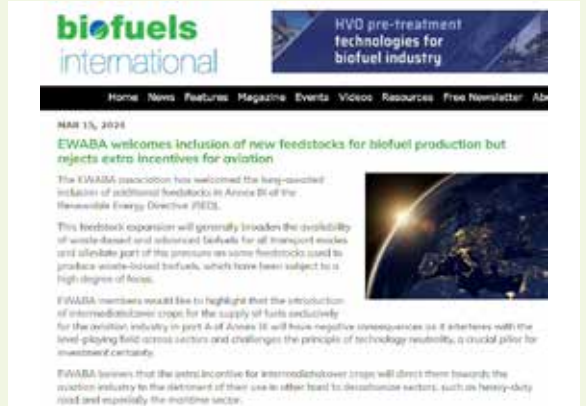 biofuels
international
HVO pre-treatment
technologies for
biofuel industry
Home News Features Magazine Events Videos Resources Free Newsletter Abo
MAR 15, 2024
EWABA welcomes inclusion of new feedstocks for biofuel production but
rejects extra incentives for aviation
The EWABA association has welcomed the long-awaited
inclusion of additional feedstocks in Annex IX of the
Renewable Energy Directive (RED).
This feedstock expansion will generally broaden the availability
of waste-based and advanced biofuels for all transport modes
and alleviate part of the pressure on some feedstocks used to
produce waste-based biofuels, which have been subject to a
high degree of focus.
EWABA members would like to highlight that the introduction
of intermediate/cover crops for the supply of fuels exclusively
for the aviation industry in part A of Annex IX will have negative consequences as it interferes with the
level-playing field across sectors and challenges the principle of technology neutrality, a crucial pillar for
investment certainty.
EWABA believes that the extra incentive for intermediate/cover crops will direct them towards the
aviation industry to the detriment of their use in other hard to decarbonise sectors, such as heavy-duty
road and especially the maritime sector.